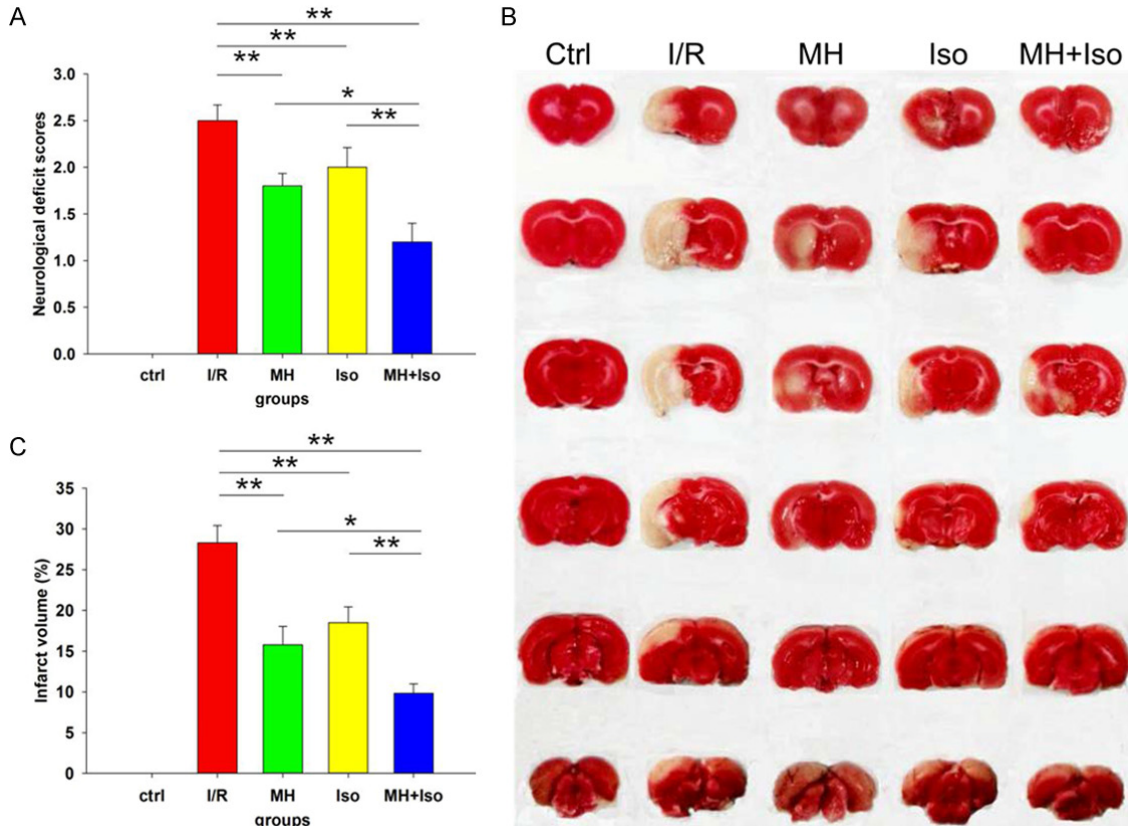 A
**
**
**
*
**
Neurological deficit scores
3.0
2.5
2.0
1.5
1.0
0.5
0.0
ctrl I/R MH Iso MH+Iso
groups
B
Ctrl I/R MH Iso MH+Iso
C
**
**
**
*
**
Infarct volume (%)
35
30
25
20
15
10
5
0
ctrl I/R MH Iso MH+Iso
groups